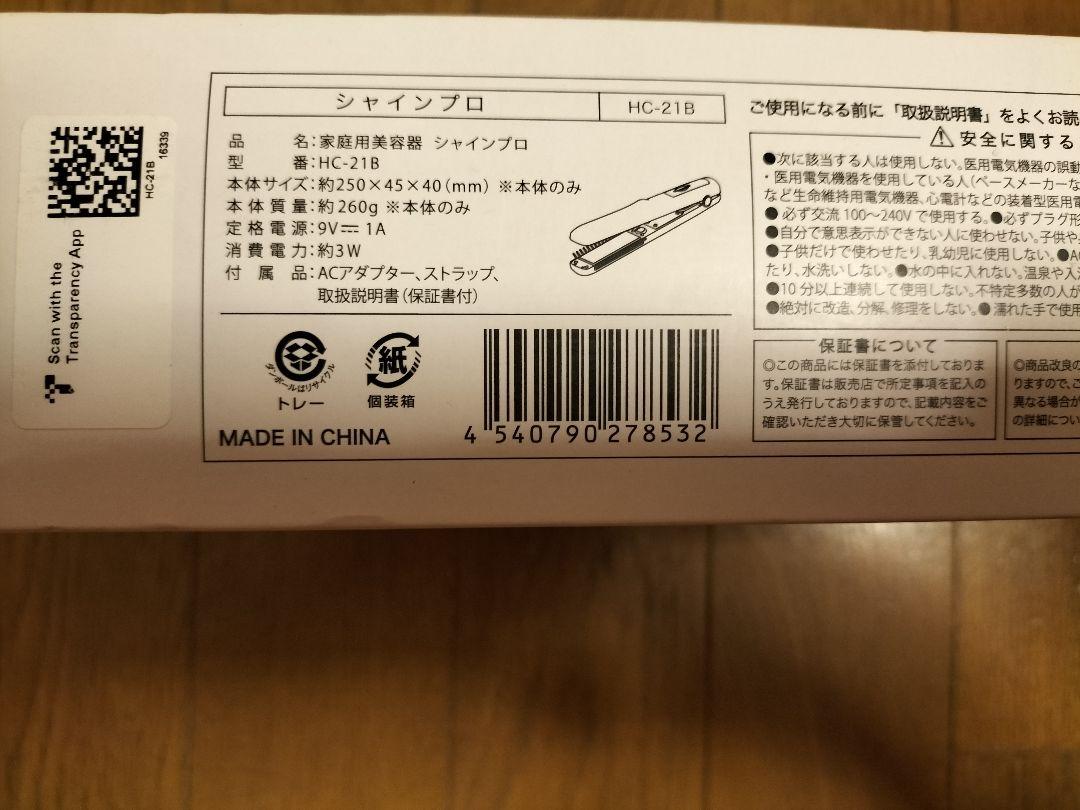 シャインプロ
HC-21B
品　　名：家庭用美容器 シャインプロ
型　　番：HC-21B
本体サイズ：約250×45×40（mm）※本体のみ
本体質量：約260g ※本体のみ
定格電源：9V⎓ 1A
消費電力：約3W
付 属 品：ACアダプター、ストラップ、
取扱説明書（保証書付）
ダンボールはリサイクル
トレー
紙
個装箱
MADE IN CHINA
4 540790 278532
HC-21B
16339
Scan with the
Transparency App
ご使用になる前に「取扱説明書」をよくお読
⚠ 安全に関する
●次に該当する人は使用しない。医用電気機器の誤動
・医用電気機器を使用している人（ペースメーカーな
など生命維持用電気機器、心電計などの装着型医用電
●必ず交流100～240Vで使用する。●必ずプラグ形
●自分で意思表示ができない人に使わせない。子供や
●子供だけで使わせたり、乳幼児に使用しない。●AC
たり、水洗いしない。●水の中に入れない。温泉や入
●10分以上連続して使用しない。不特定多数の人が
●絶対に改造、分解、修理をしない。●濡れた手で使用
保証書について
◎この商品には保証書を添付しておりま
す。保証書は販売店で所定事項を記入の
うえ発行しておりますので、記載内容をご
確認いただき大切に保管してください。
◎商品改良の
りますので、こ
異なる場合が
の詳細につい